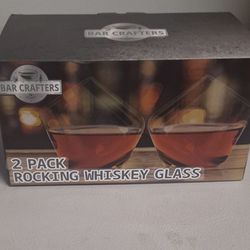 BAR CRAFTERS
BAR CRAFTERS
2 PACK
ROCKING WHISKEY GLASS